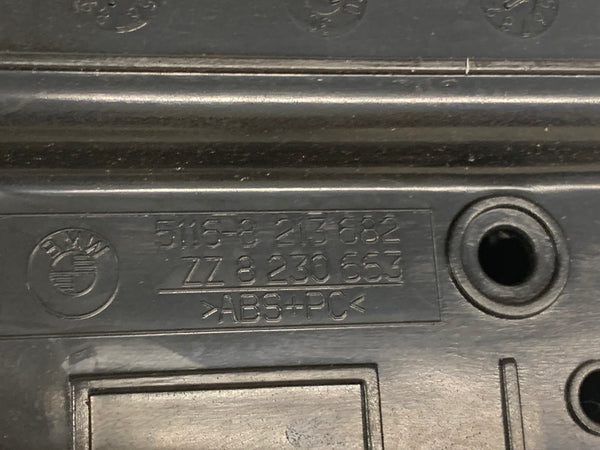 BMW
5116-8 213 682
ZZ 8 230 663
>ABS+PC<